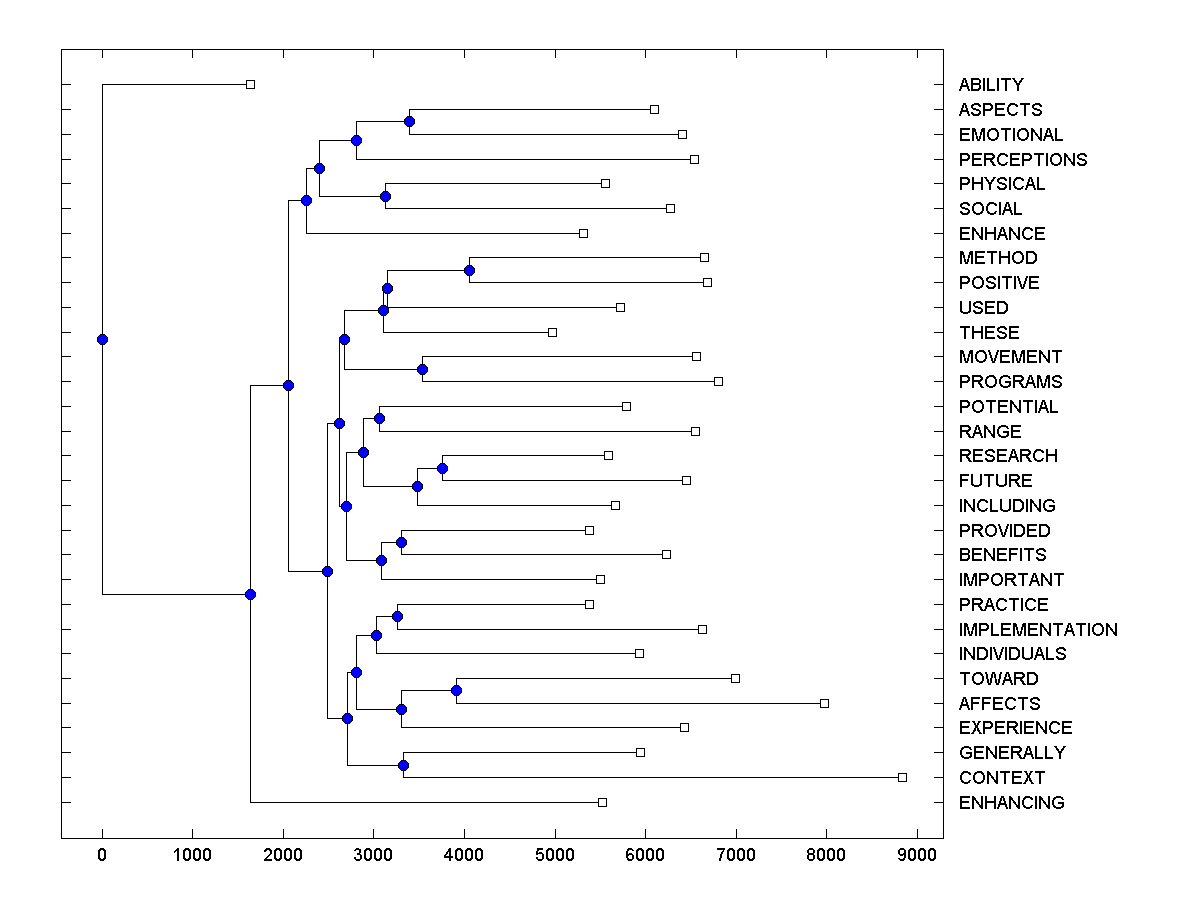 ABILITY
ASPECTS
EMOTIONAL
PERCEPTIONS
PHYSICAL
SOCIAL
ENHANCE
METHOD
POSITIVE
USED
THESE
MOVEMENT
PROGRAMS
POTENTIAL
RANGE
RESEARCH
FUTURE
INCLUDING
PROVIDED
BENEFITS
IMPORTANT
PRACTICE
IMPLEMENTATION
INDIVIDUALS
TOWARD
AFFECTS
EXPERIENCE
GENERALLY
CONTEXT
ENHANCING
0 1000 2000 3000 4000 5000 6000 7000 8000 9000